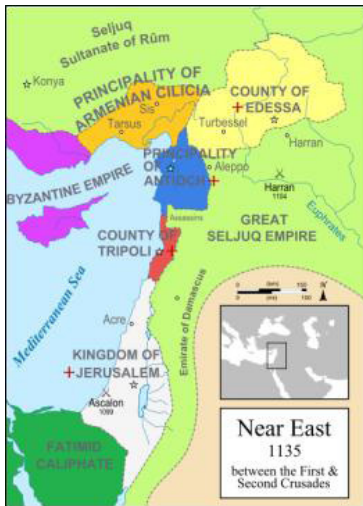 Seljuq
Sultanate of Rûm
Konya
PRINCIPALITY OF
ARMENIAN CILICIA
Sis
Tarsus
COUNTY OF
EDESSA
Turbessel
Harran
PRINCIPALITY
OF
ANTIOCH
Aleppo
Harran
1104
BYZANTINE EMPIRE
Euphrates
Assassins
GREAT
SELJUQ EMPIRE
COUNTY OF
TRIPOLI
Mediterranean Sea
Emirate of Damascus
Acre
KINGDOM OF
JERUSALEM
Ascalon
1099
FATIMID
CALIPHATE
Near East
1135
between the First &
Second Crusades